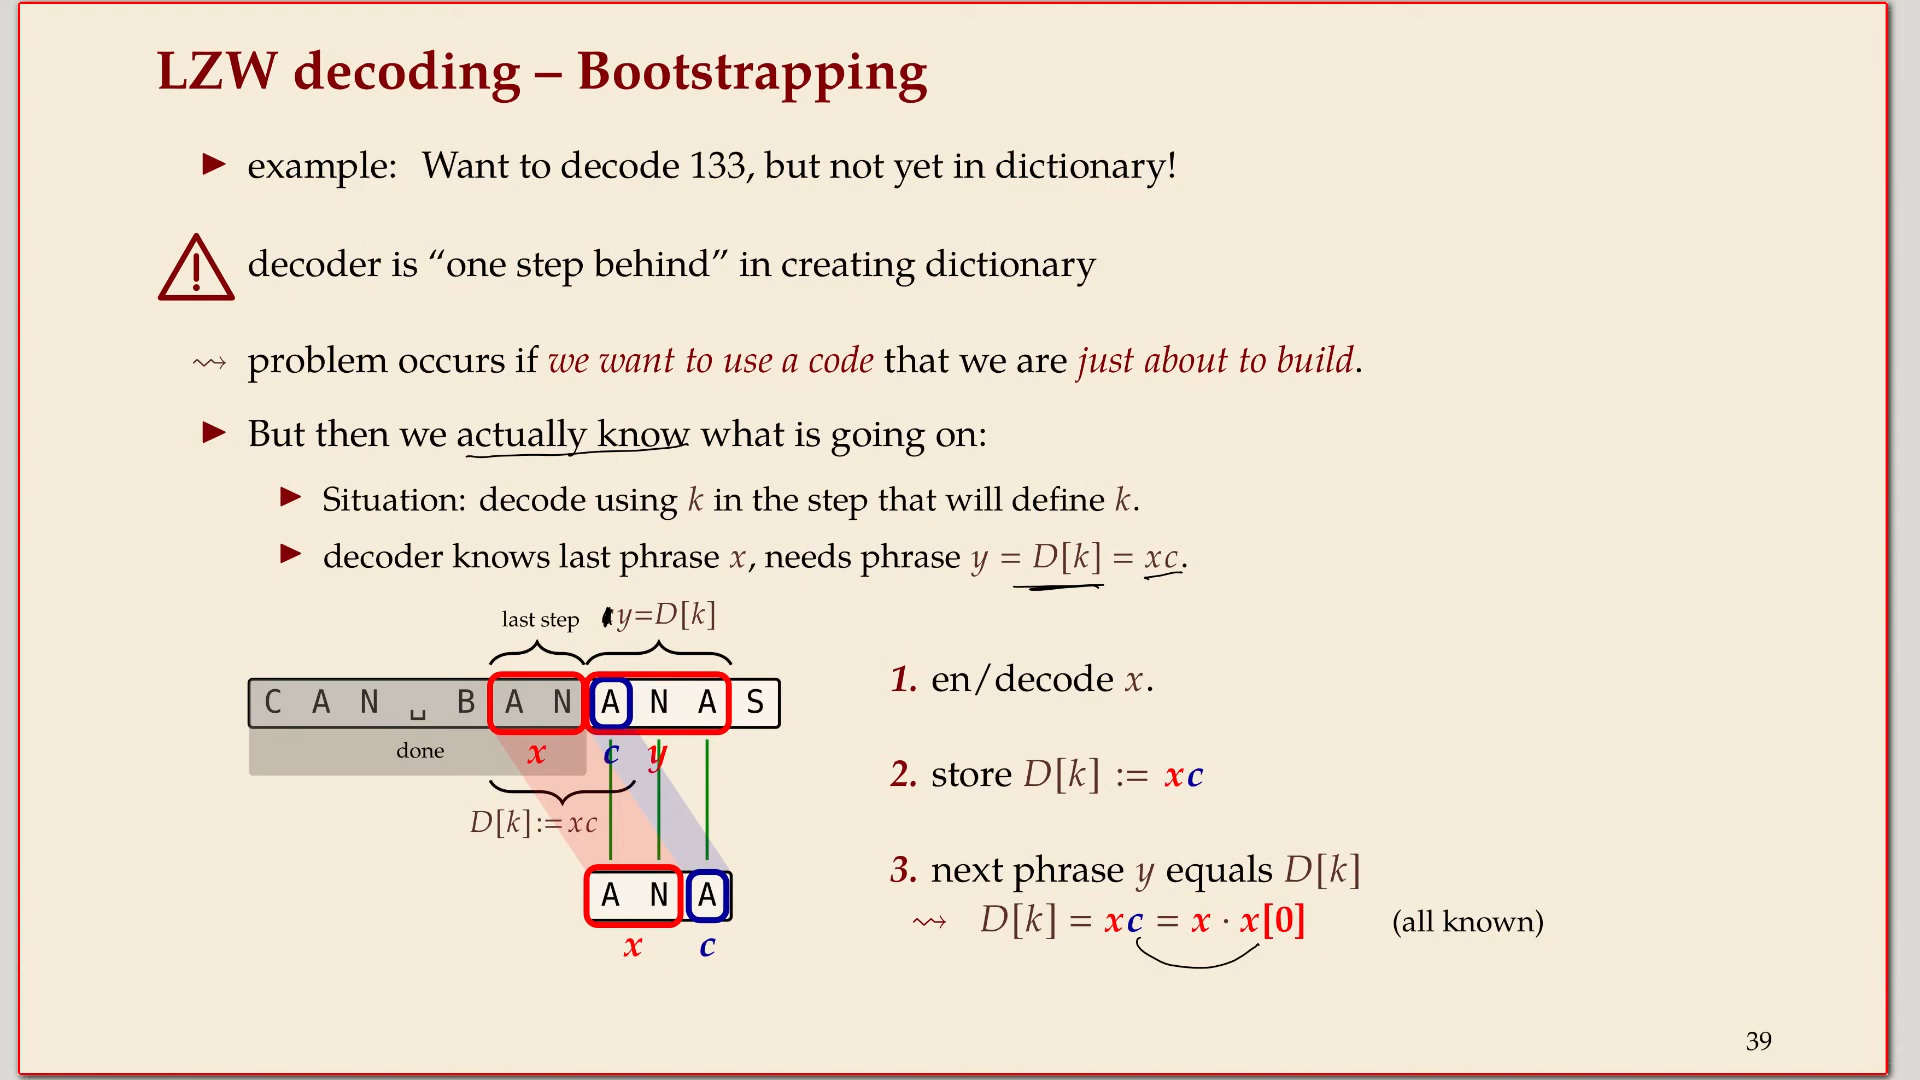 LZW decoding – Bootstrapping
▶ example: Want to decode 133, but not yet in dictionary!
decoder is “one step behind” in creating dictionary
⇝ problem occurs if we want to use a code that we are just about to build.
▶ But then we actually know what is going on:
▶ Situation: decode using k in the step that will define k.
▶ decoder knows last phrase x, needs phrase y = D[k] = xc.
last step y=D[k]
C A N ␣ B A N A N A S
done x c y
D[k]:=xc
A N A
x c
1. en/decode x.
2. store D[k] := xc
3. next phrase y equals D[k]
⇝ D[k] = xc = x · x[0] (all known)
39